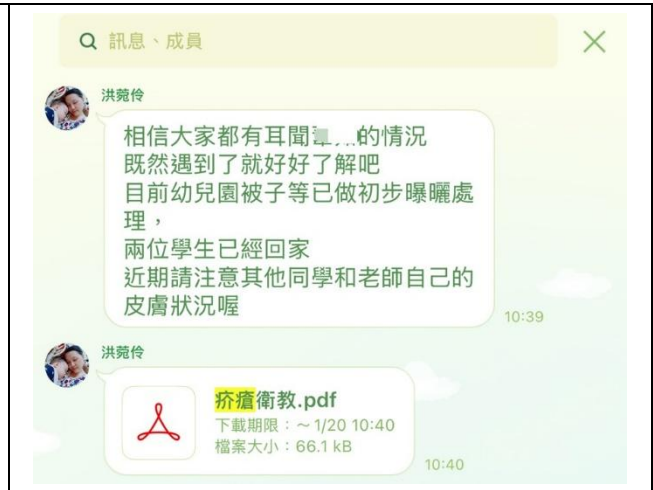 訊息、成員
洪菀伶
相信大家都有耳聞的情況
既然遇到了就好好了解吧
目前幼兒園被子等已做初步曝曬處
理，
兩位學生已經回家
近期請注意其他同學和老師自己的
皮膚狀況喔
10:39
洪菀伶
疥瘡衛教.pdf
下載期限：～1/20 10:40
檔案大小：66.1 kB
10:40